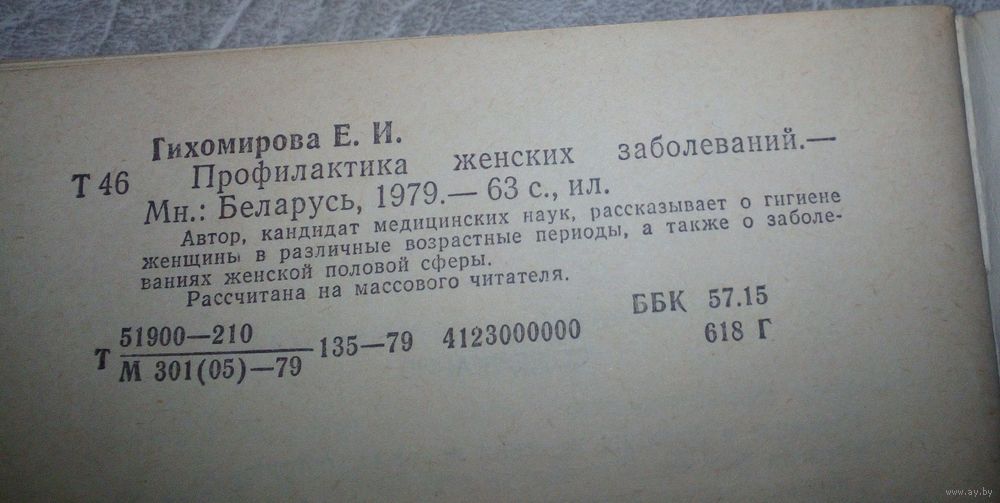 Тихомирова Е. И.
Т 46 Профилактика женских заболеваний.—
Мн.: Беларусь, 1979.— 63 с., ил.
Автор, кандидат медицинских наук, рассказывает о гигиене
женщины в различные возрастные периоды, а также о заболе-
ваниях женской половой сферы.
Рассчитана на массового читателя.
Т 51900—210 / М 301(05)—79 135—79 4123000000
ББК 57.15
618 Г
www.ay.by